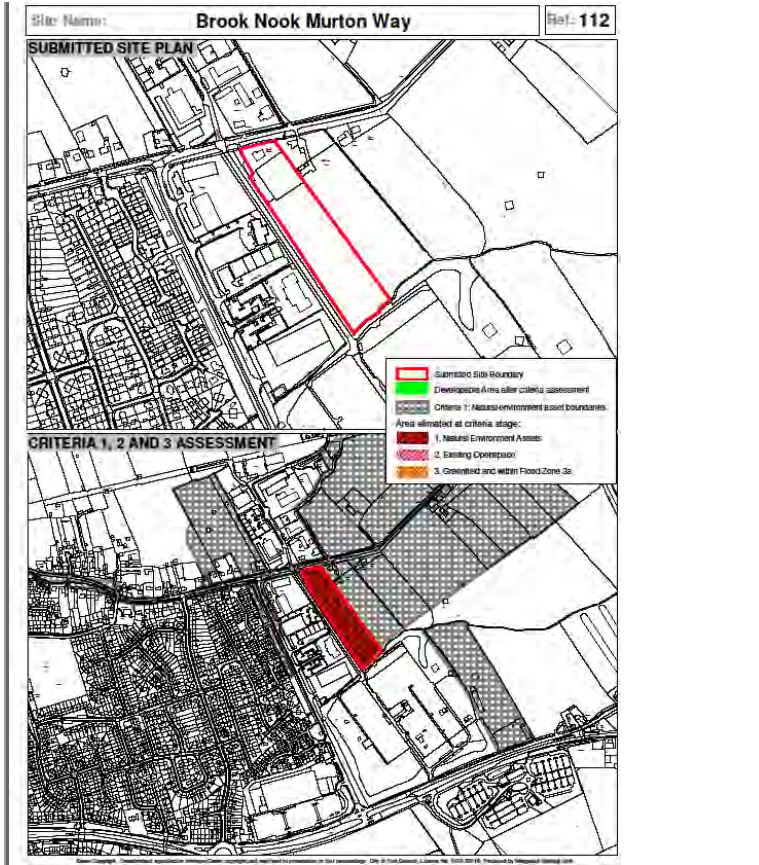 Site Name: Brook Nook Murton Way Ref: 112
SUBMITTED SITE PLAN
Submitted Site Boundary
Developable Area after criteria assessment
Criteria 1: Natural environment asset boundaries
Area elimated at criteria stage:
1. Natural Environment Assets
2. Existing Openspace
3. Greenfield and within Flood Zone 3a
CRITERIA 1, 2 AND 3 ASSESSMENT